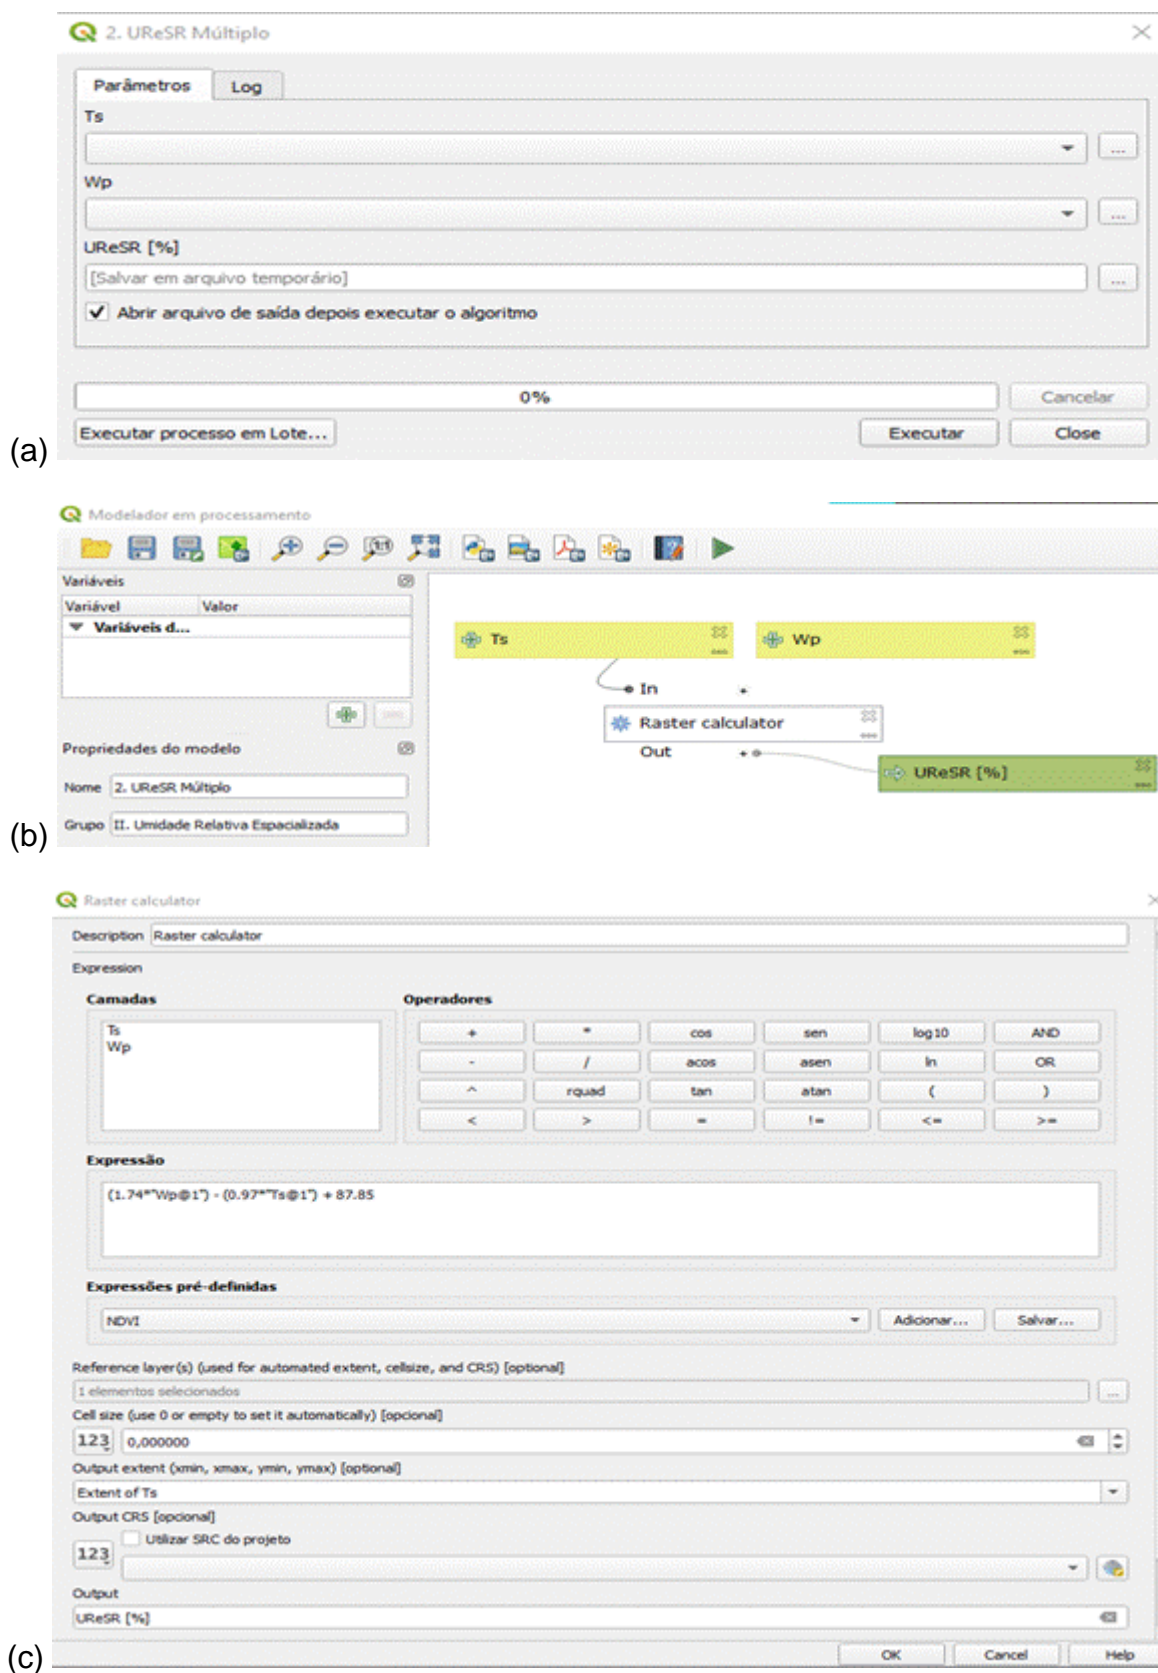 2. UReSR Múltiplo
Parâmetros Log
Ts
...
Wp
...
UReSR [%]
[Salvar em arquivo temporário] ...
Abrir arquivo de saída depois executar o algoritmo
0% Cancelar
Executar processo em Lote... Executar Close
(a)
Modelador em processamento
Variáveis
Variável Valor
Variáveis d...
Ts Wp
In
Raster calculator
Out
UReSR [%]
Propriedades do modelo
Nome 2. UReSR Múltiplo
Grupo II. Umidade Relativa Espacializada
(b)
Raster calculator
Description Raster calculator
Expression
Camadas Operadores
Ts
Wp
+ * cos sen log10 AND
- / acos asen ln OR
^ rquad tan atan ( )
< > = != <= >=
Expressão
(1.74*"Wp@1") - (0.97*"Ts@1") + 87.85
Expressões pré-definidas
NDVI Adicionar... Salvar...
Reference layer(s) (used for automated extent, cellsize, and CRS) [optional]
1 elementos selecionados ...
Cell size (use 0 or empty to set it automatically) [opcional]
123 0,000000
Output extent (xmin, xmax, ymin, ymax) [optional]
Extent of Ts
Output CRS [opcional]
Utilizar SRC do projeto
123
Output
UReSR [%]
OK Cancel Help
(c)